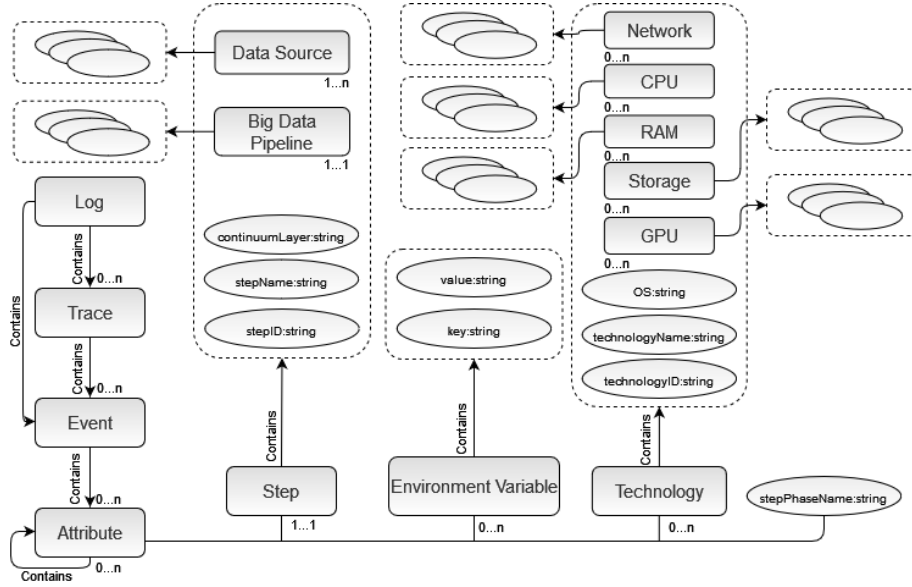 Data Source
1...n
Big Data
Pipeline
1...1
continuumLayer:string
stepName:string
stepID:string
Network
0...n
CPU
0...n
RAM
0...n
Storage
0...n
GPU
0...n
OS:string
technologyName:string
technologyID:string
value:string
key:string
Log
Contains
0...n
Contains
Trace
Contains
0...n
Event
Contains
0...n
Attribute
0...n
Contains
Contains
Step
1...1
Contains
Environment Variable
0...n
Contains
Technology
0...n
stepPhaseName:string